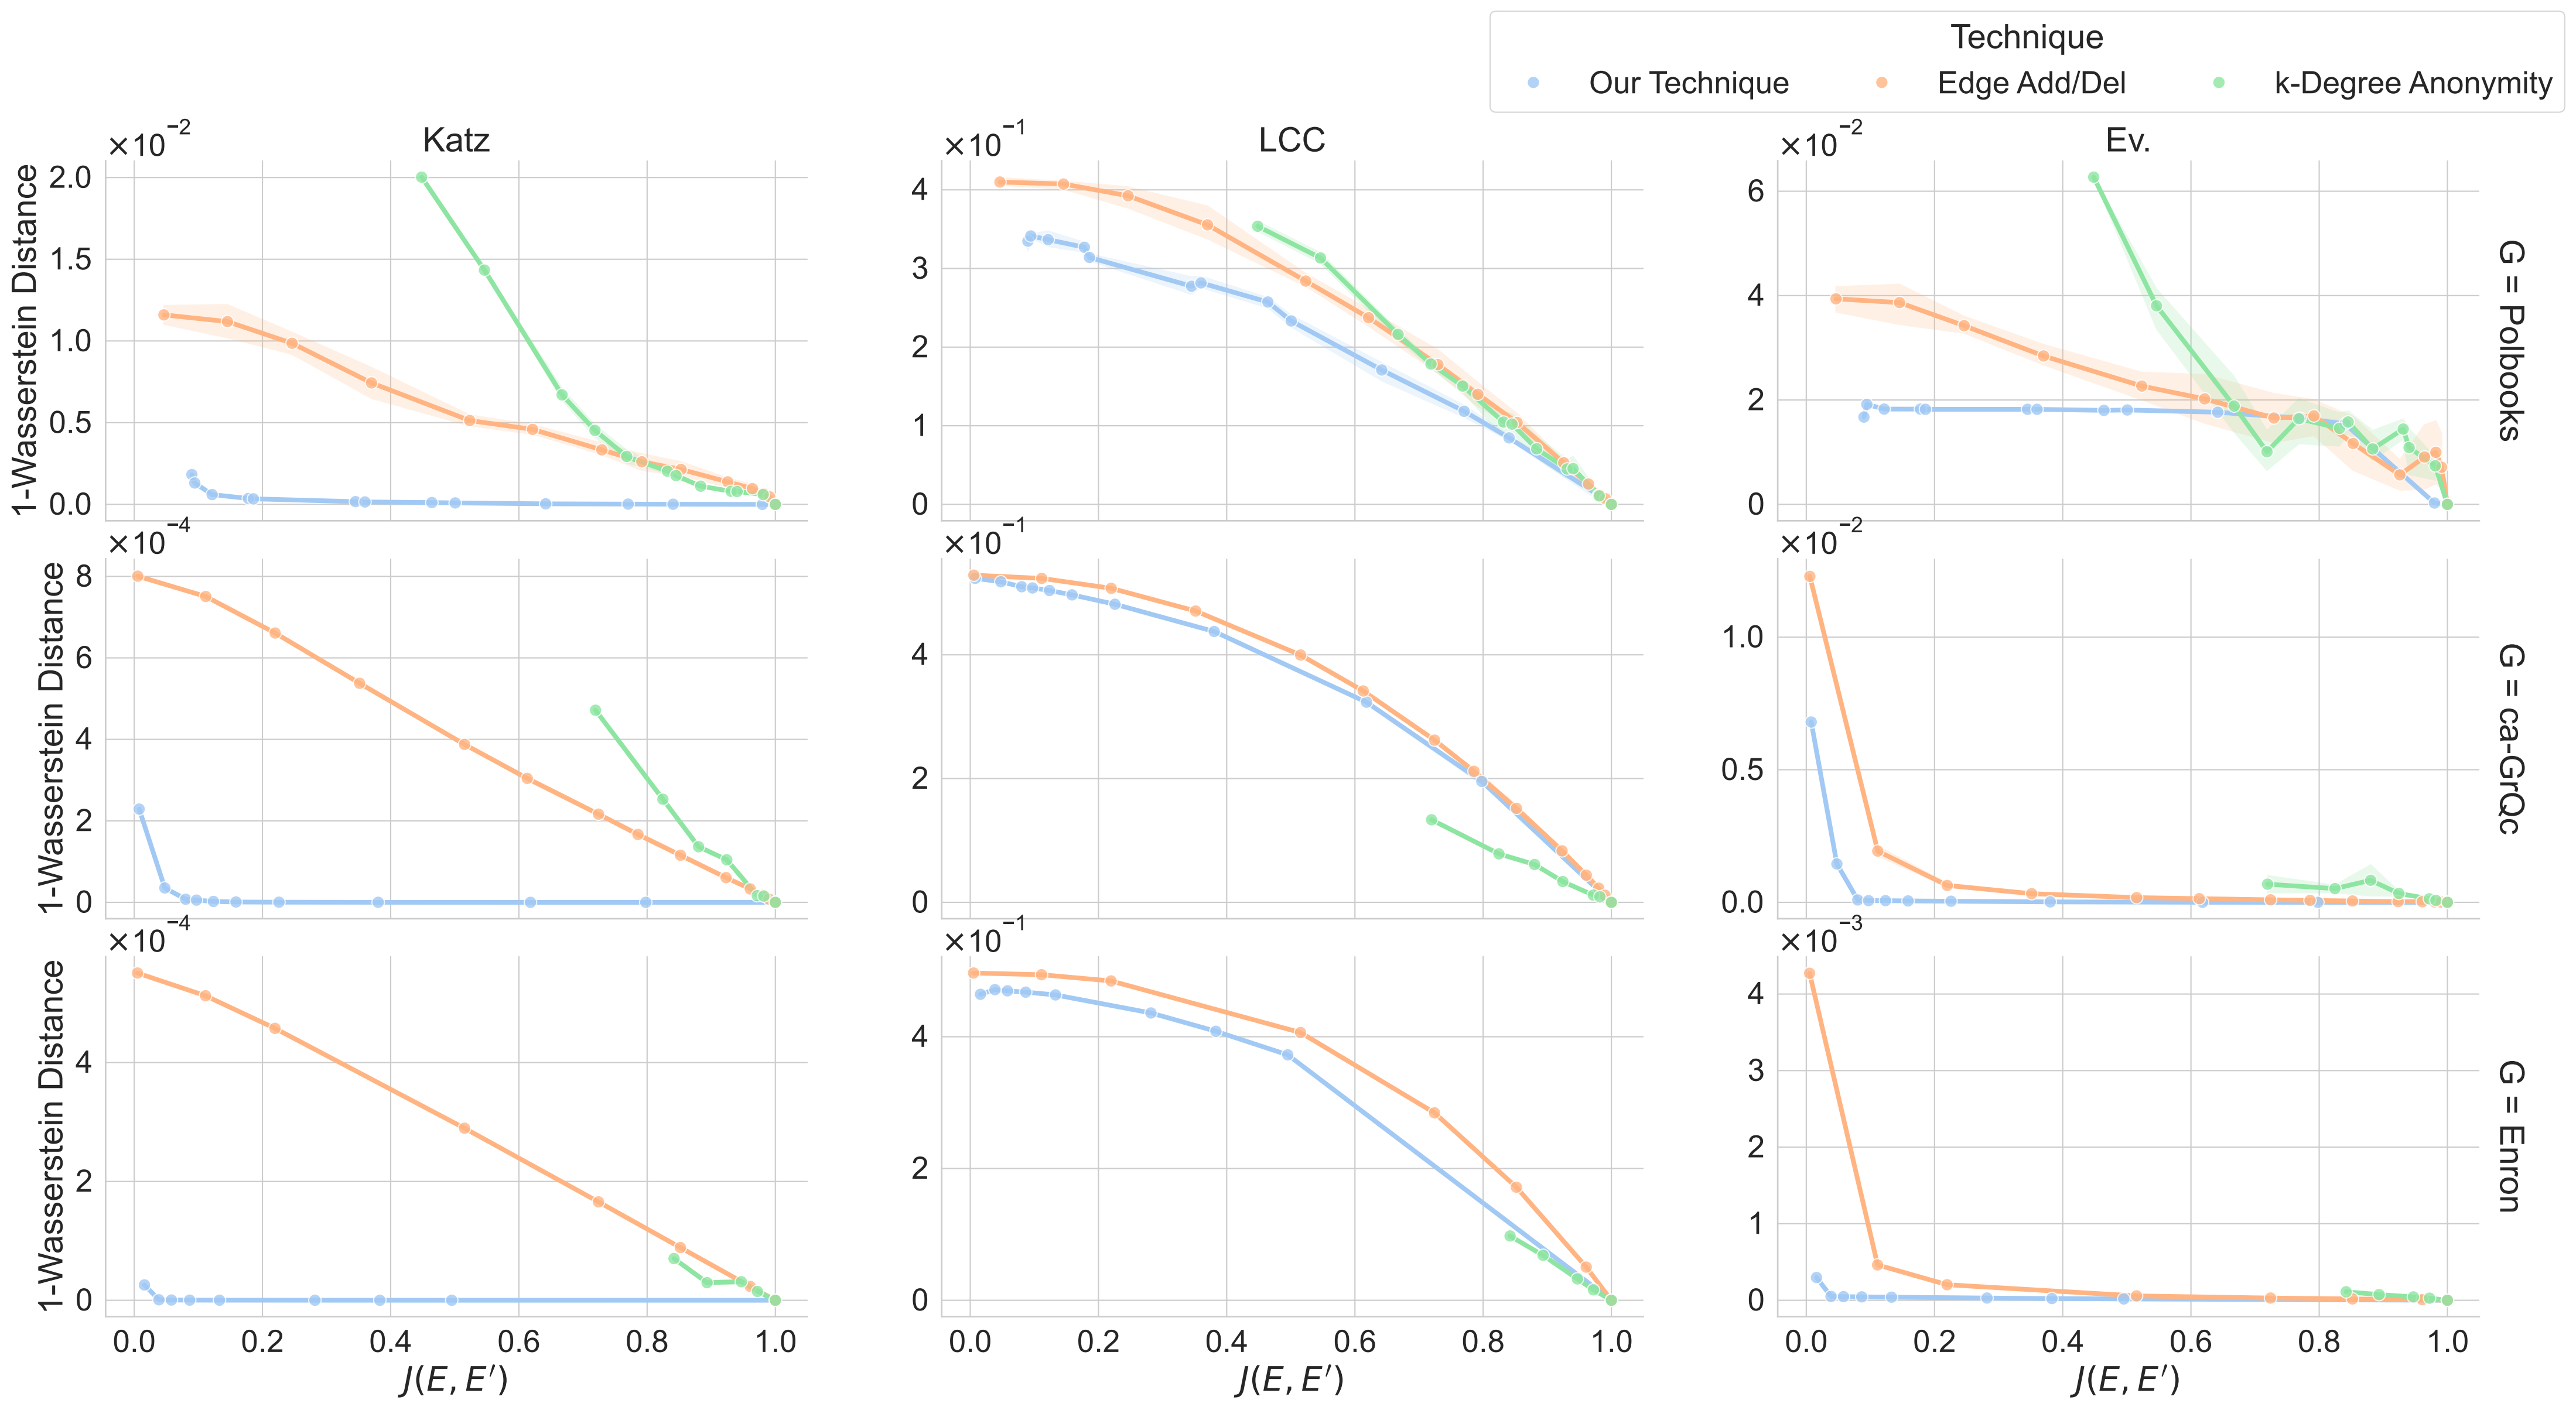 Technique
Our Technique Edge Add/Del k-Degree Anonymity
Katz LCC Ev.
×10⁻² ×10⁻¹ ×10⁻²
1-Wasserstein Distance
2.0
1.5
1.0
0.5
0.0
4
3
2
1
0
6
4
2
0
G = Polbooks
×10⁻⁴ ×10⁻¹ ×10⁻²
1-Wasserstein Distance
8
6
4
2
0
4
2
0
1.0
0.5
0.0
G = ca-GrQc
×10⁻⁴ ×10⁻¹ ×10⁻³
1-Wasserstein Distance
4
2
0
4
2
0
4
3
2
1
0
G = Enron
0.0 0.2 0.4 0.6 0.8 1.0 0.0 0.2 0.4 0.6 0.8 1.0 0.0 0.2 0.4 0.6 0.8 1.0
J(E, E′) J(E, E′) J(E, E′)